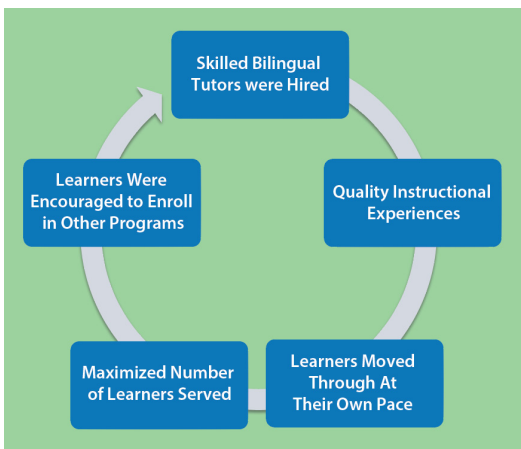 Skilled Bilingual
Tutors were Hired
Quality Instructional
Experiences
Learners Moved
Through At
Their Own Pace
Maximized Number
of Learners Served
Learners Were
Encouraged to Enroll
in Other Programs